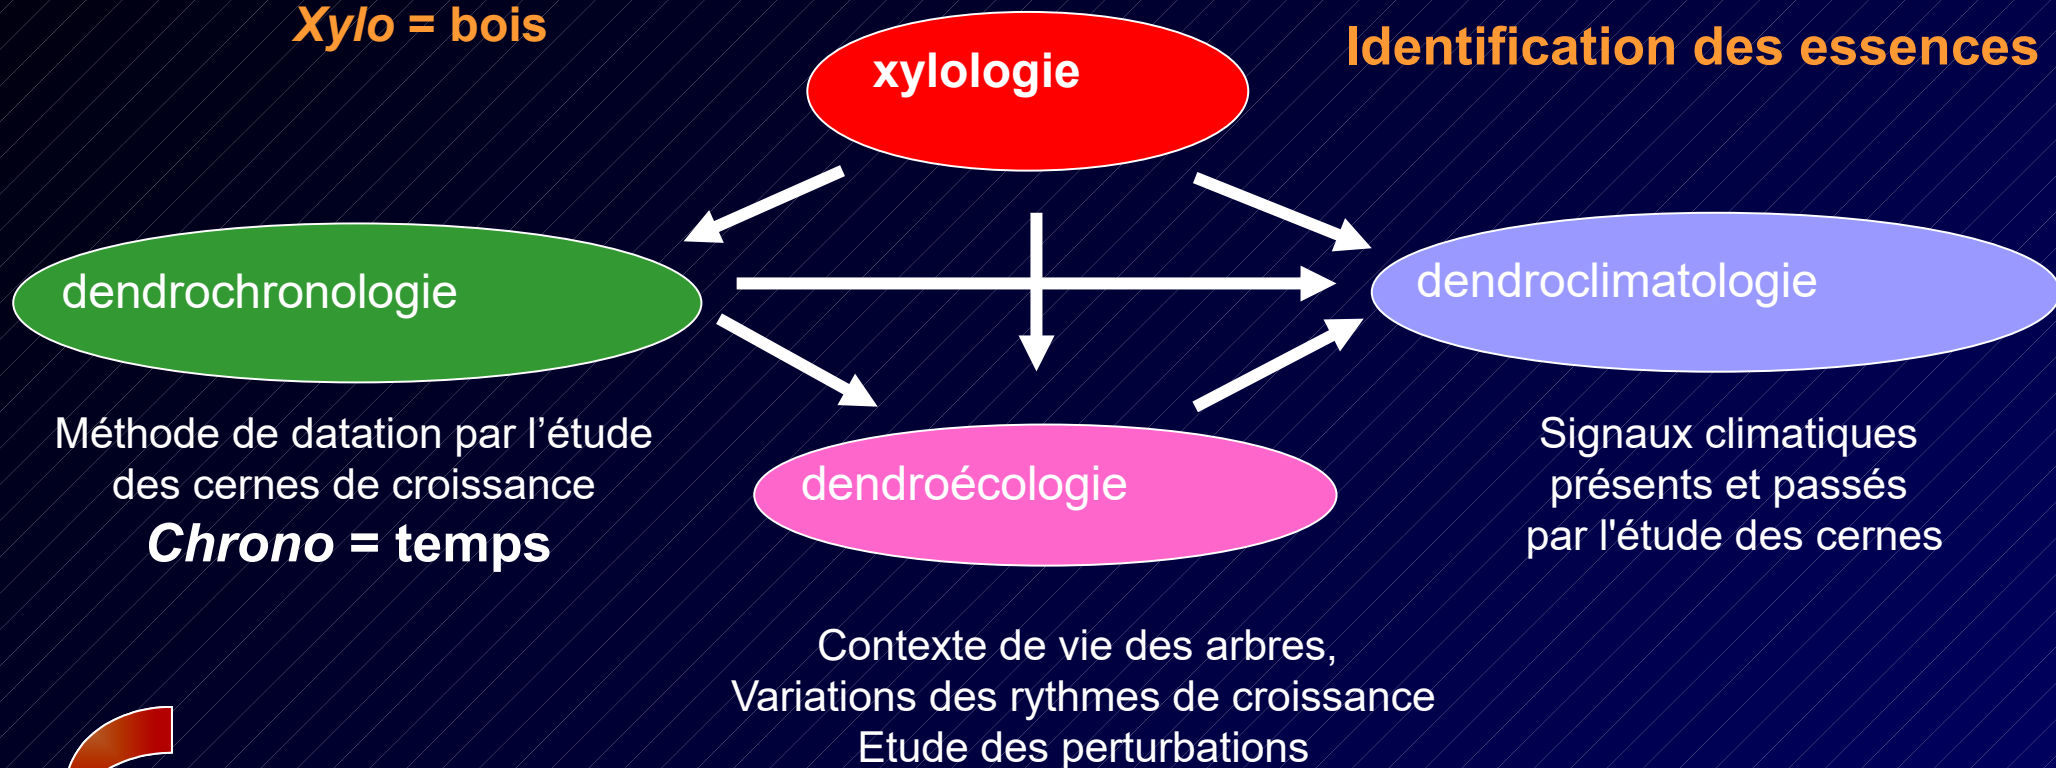 Xylo = bois
xylologie
Identification des essences
dendrochronologie
dendroclimatologie
Méthode de datation par l’étude
des cernes de croissance
Chrono = temps
dendroécologie
Signaux climatiques
présents et passés
par l'étude des cernes
Contexte de vie des arbres,
Variations des rythmes de croissance
Etude des perturbations